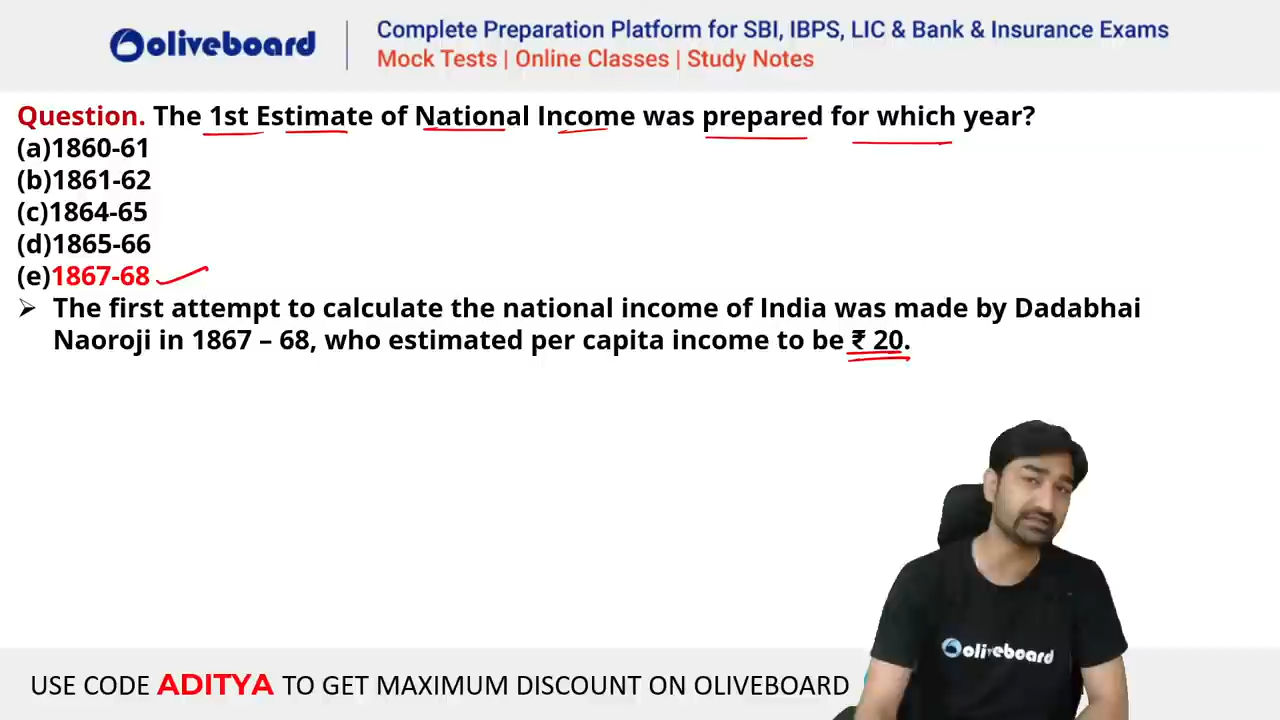 oliveboard
Complete Preparation Platform for SBI, IBPS, LIC & Bank & Insurance Exams
Mock Tests | Online Classes | Study Notes
Question. The 1st Estimate of National Income was prepared for which year?
(a)1860-61
(b)1861-62
(c)1864-65
(d)1865-66
(e)1867-68
➢ The first attempt to calculate the national income of India was made by Dadabhai
Naoroji in 1867 – 68, who estimated per capita income to be ₹ 20.
oliveboard
USE CODE ADITYA TO GET MAXIMUM DISCOUNT ON OLIVEBOARD